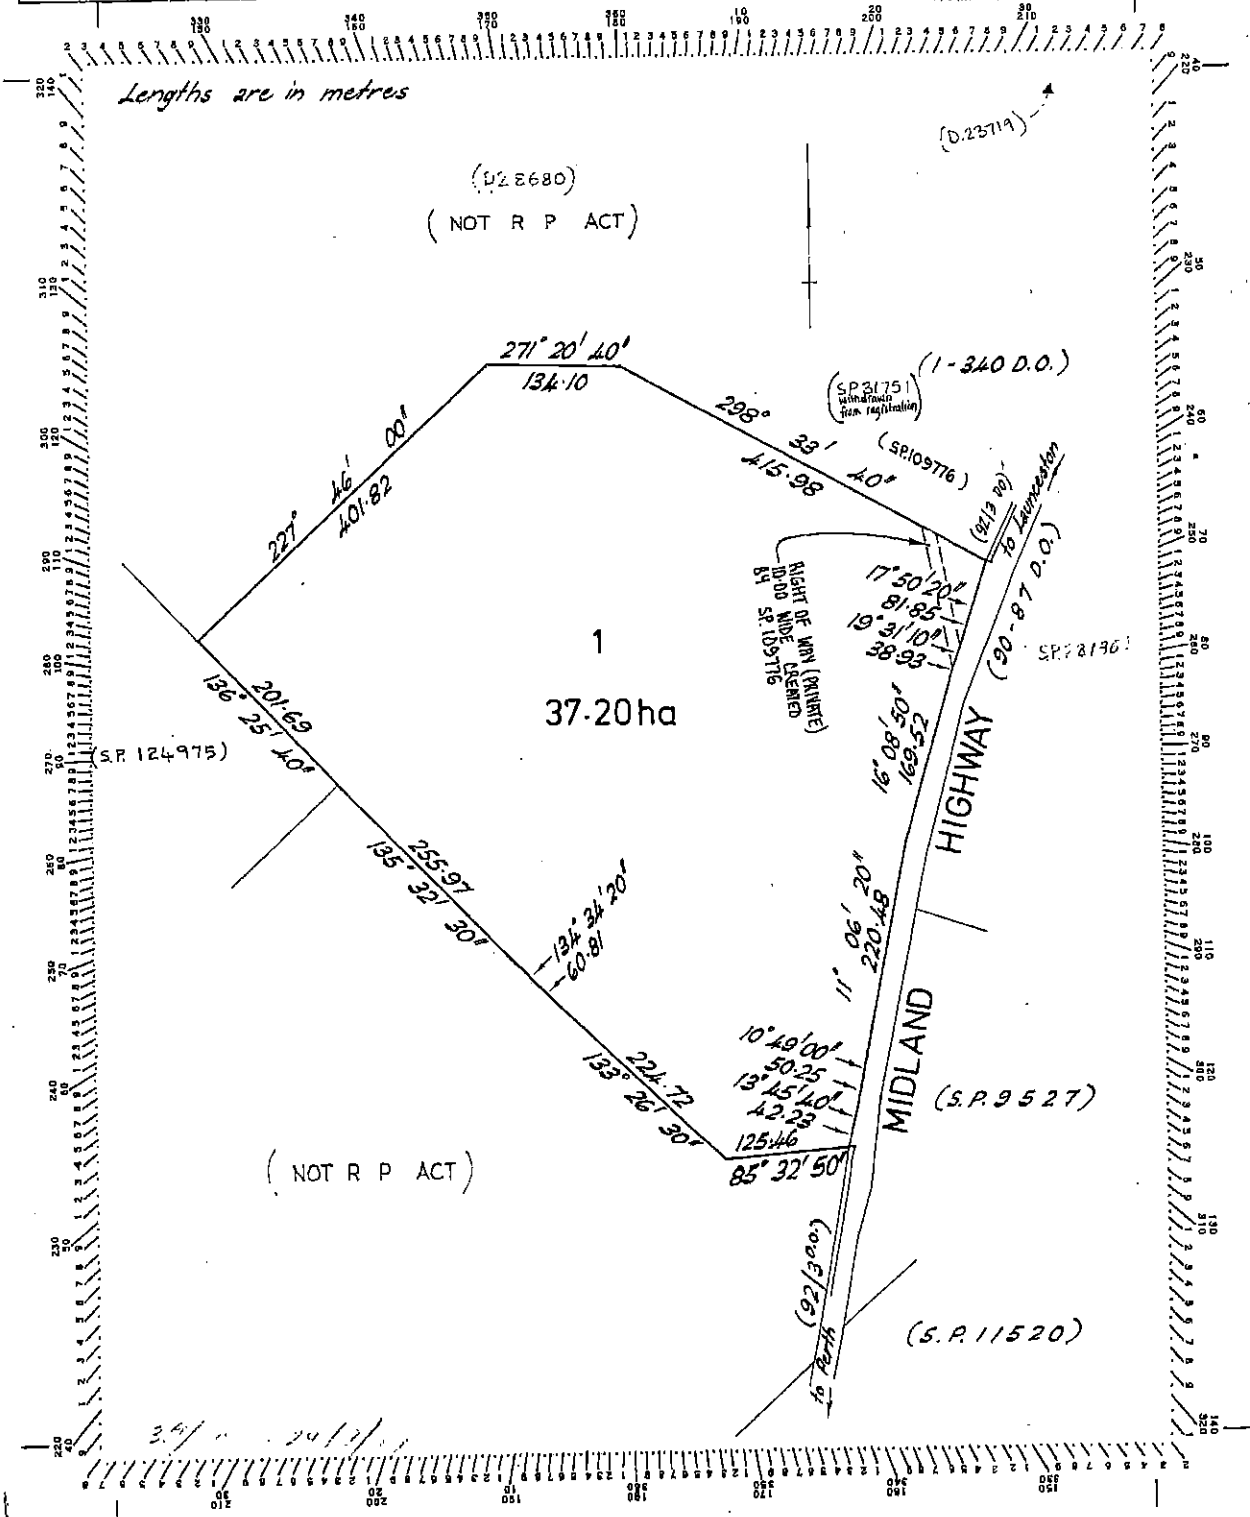 Lengths are in metres
(D.23719)
(NOT R P ACT)
271° 20' 40"
134·10
(1-340 D.O.)
(SP31751
withdrawn
from registration)
298° 33' 40"
415·98
(SP.109776)
227° 46' 00"
401·82
(92/3 DO)
to Launceston
(90-87 D.O.)
RIGHT OF WAY (PRIVATE)
10·00 WIDE CREATED
BY SP.109776
17° 50' 20"
81·85
19° 31' 10"
38·93
1
37·20ha
201·69
136° 25' 40"
(S.P. 124975)
16° 08' 50"
169·52
HIGHWAY
255·97
135° 32' 30"
134° 34' 20"
60·81
11° 06' 20"
220·48
MIDLAND
10° 49' 00"
50·25
13° 45' 40"
42·23
224·72
133° 26' 30"
125·46
85° 32' 50"
(S.P. 9527)
(NOT R P ACT)
(92/3 D.O.)
to Perth
(S.P. 11520)